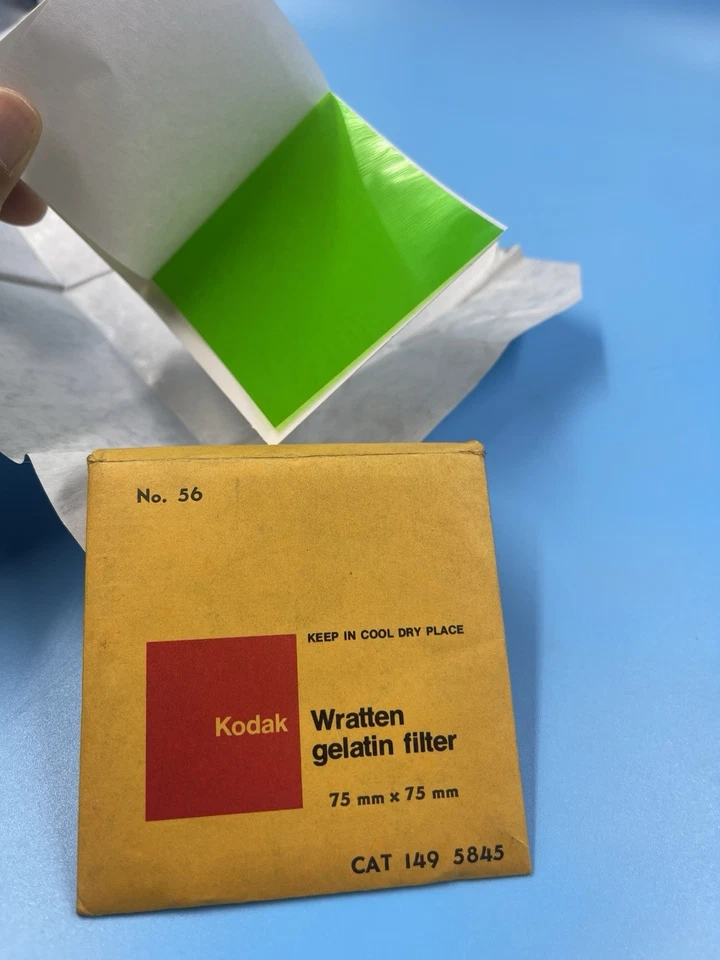 No. 56
KEEP IN COOL DRY PLACE
Kodak
Wratten
gelatin filter
75 mm x 75 mm
CAT 149 5845